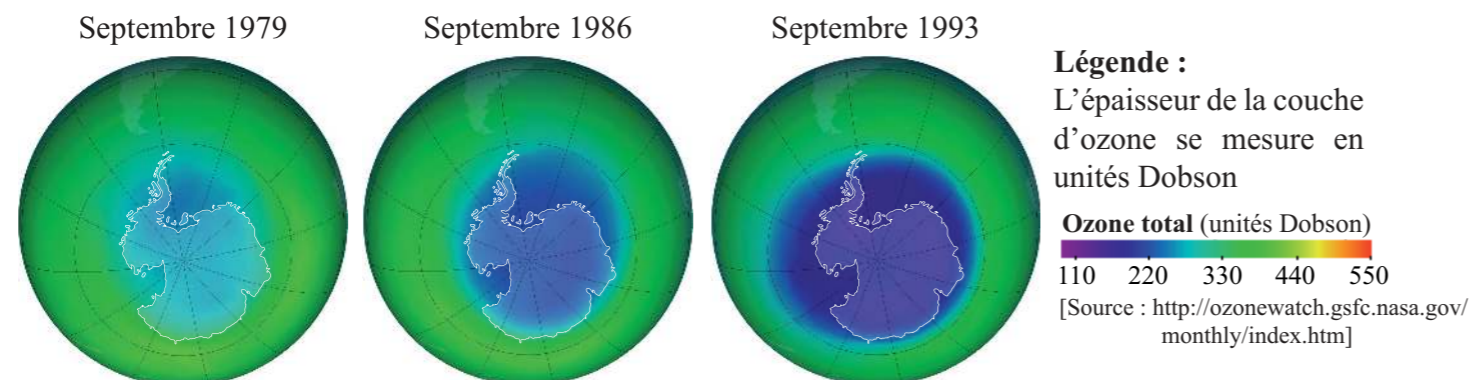 Septembre 1979
Septembre 1986
Septembre 1993
Légende :
L’épaisseur de la couche
d’ozone se mesure en
unités Dobson
Ozone total (unités Dobson)
110 220 330 440 550
[Source : http://ozonewatch.gsfc.nasa.gov/
monthly/index.htm]